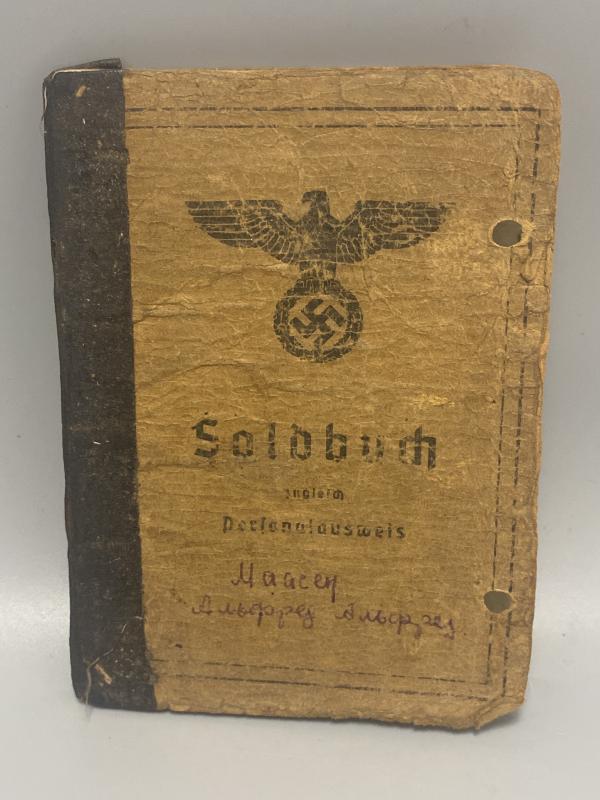 Soldbuch
zugleich
Personalausweis
Маасен
Альфред Альфред